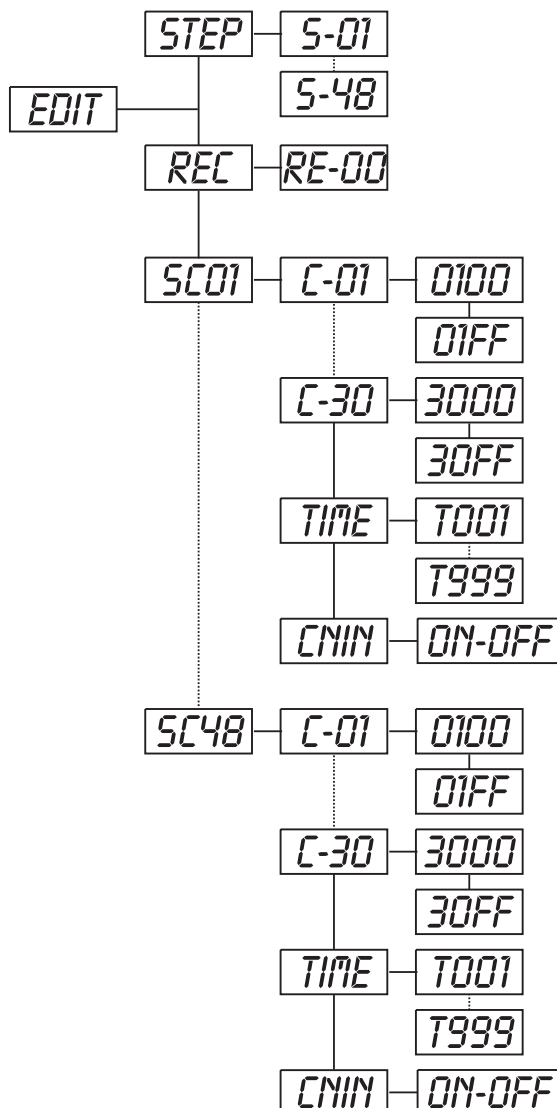 STEP S-01
S-48
EDIT
REC RE-00
SC01 C-01 0100
01FF
C-30 3000
30FF
TIME T001
T999
CNIN ON-OFF
SC48 C-01 0100
01FF
C-30 3000
30FF
TIME T001
T999
CNIN ON-OFF